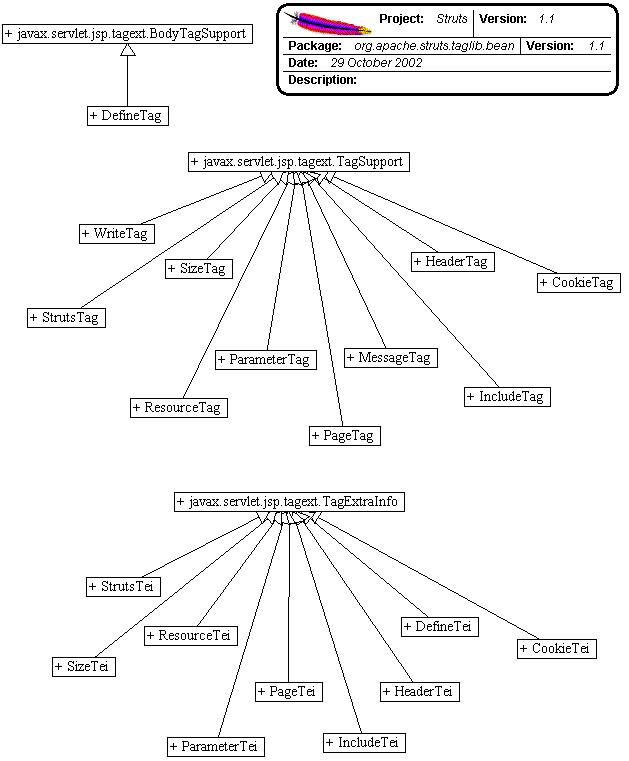 Project: Struts Version: 1.1
Package: org.apache.struts.taglib.bean Version: 1.1
Date: 29 October 2002
Description:
+ javax.servlet.jsp.tagext.BodyTagSupport
+ DefineTag
+ javax.servlet.jsp.tagext.TagSupport
+ WriteTag
+ SizeTag
+ HeaderTag
+ CookieTag
+ StrutsTag
+ ParameterTag
+ MessageTag
+ ResourceTag
+ IncludeTag
+ PageTag
+ javax.servlet.jsp.tagext.TagExtraInfo
+ StrutsTei
+ ResourceTei
+ DefineTei
+ CookieTei
+ SizeTei
+ PageTei
+ HeaderTei
+ ParameterTei
+ IncludeTei